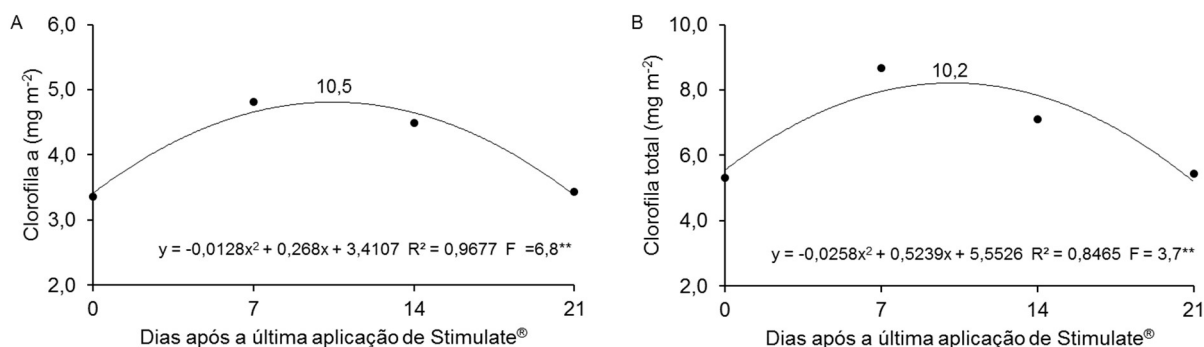 A
6,0
5,0
4,0
3,0
2,0
Clorofila a (mg m⁻²)
10,5
y = -0,0128x² + 0,268x + 3,4107 R² = 0,9677 F =6,8**
0 7 14 21
Dias após a última aplicação de Stimulate®
B
10,0
8,0
6,0
4,0
2,0
Clorofila total (mg m⁻²)
10,2
y = -0,0258x² + 0,5239x + 5,5526 R² = 0,8465 F = 3,7**
0 7 14 21
Dias após a última aplicação de Stimulate®